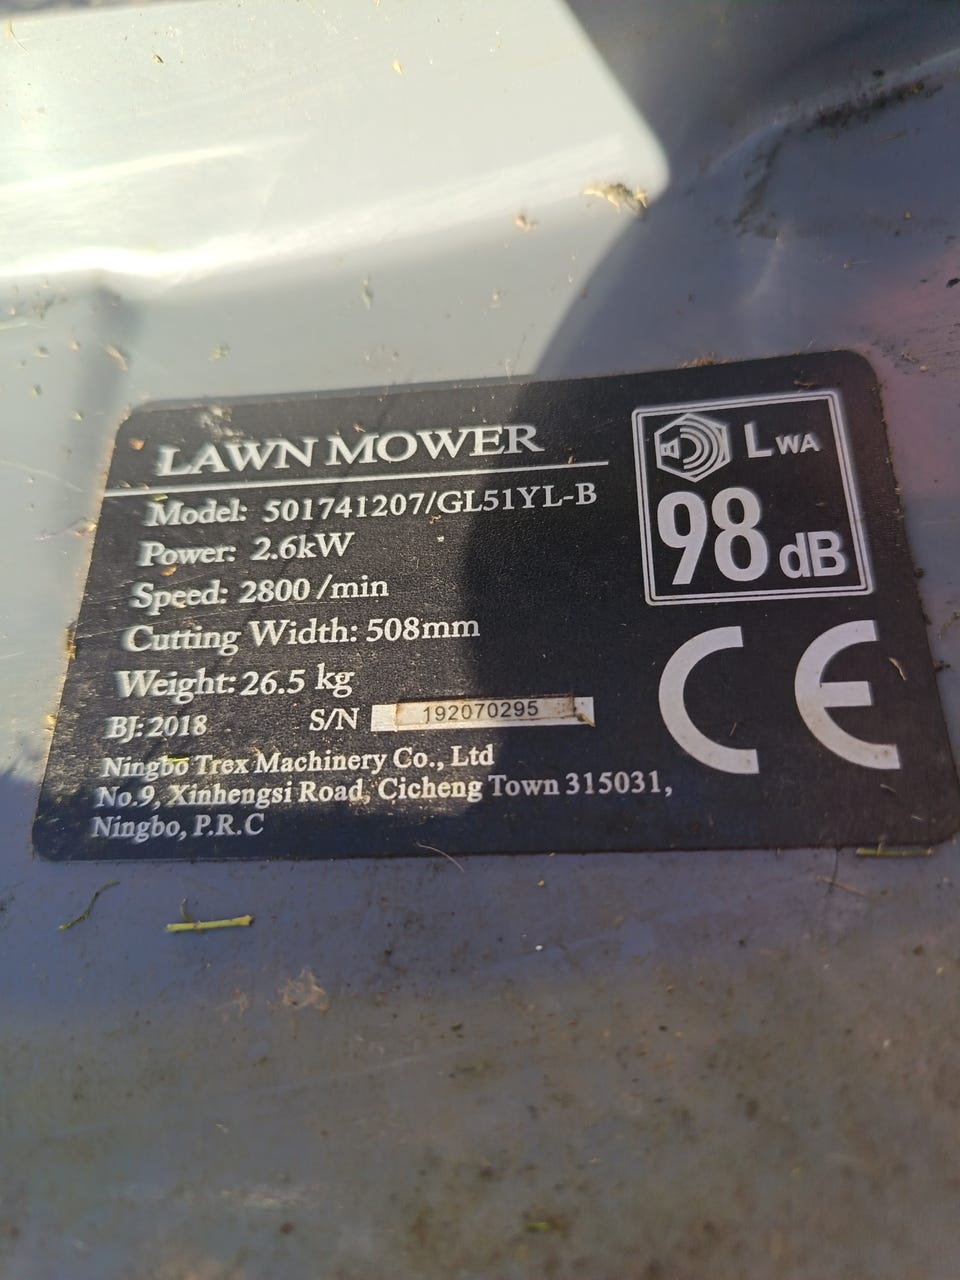 LAWN MOWER
Model: 501741207/GL51YL-B
Power: 2.6kW
Speed: 2800 /min
Cutting Width: 508mm
Weight: 26.5 kg
BJ: 2018 S/N 192070295
Ningbo Trex Machinery Co., Ltd
No.9, Xinhengsi Road, Cicheng Town 315031,
Ningbo, P.R.C
LWA
98 dB
CE